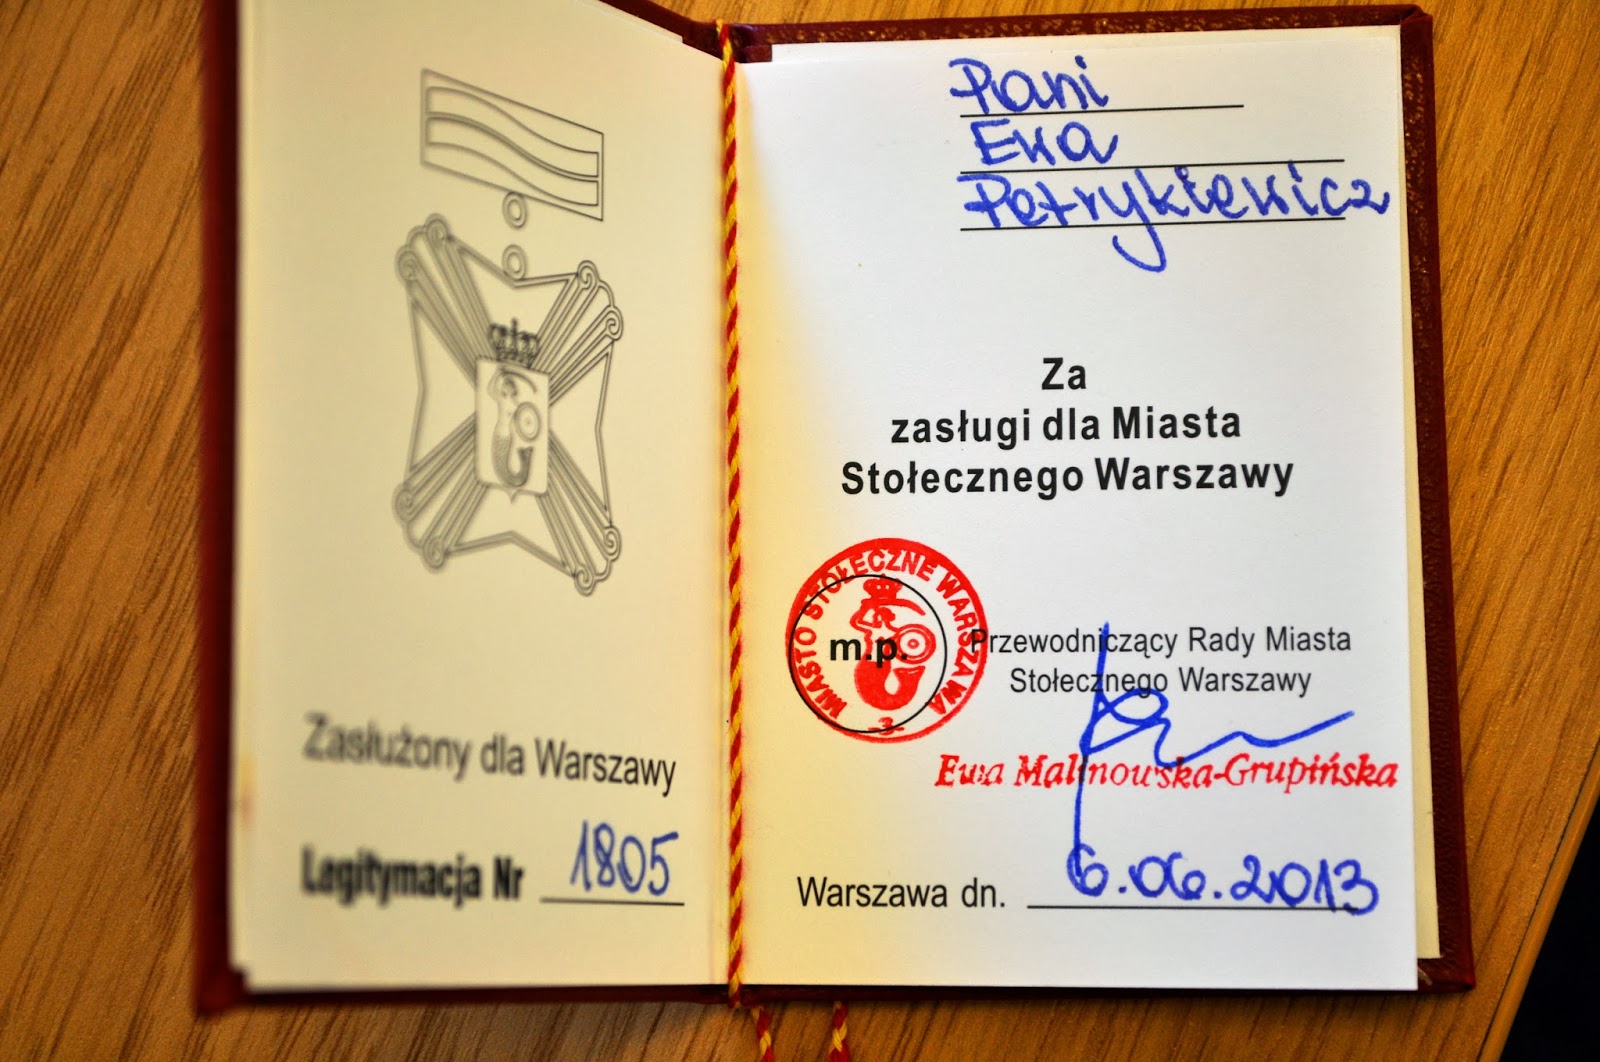 Zasłużony dla Warszawy
Legitymacja Nr 1805
Pani
Ewa
Petrykiewicz
Za
zasługi dla Miasta
Stołecznego Warszawy
MIASTO STOŁECZNE WARSZAWA
-3-
m.p.
Przewodniczący Rady Miasta
Stołecznego Warszawy
Ewa Malinowska-Grupińska
Warszawa dn. 6.06.2013